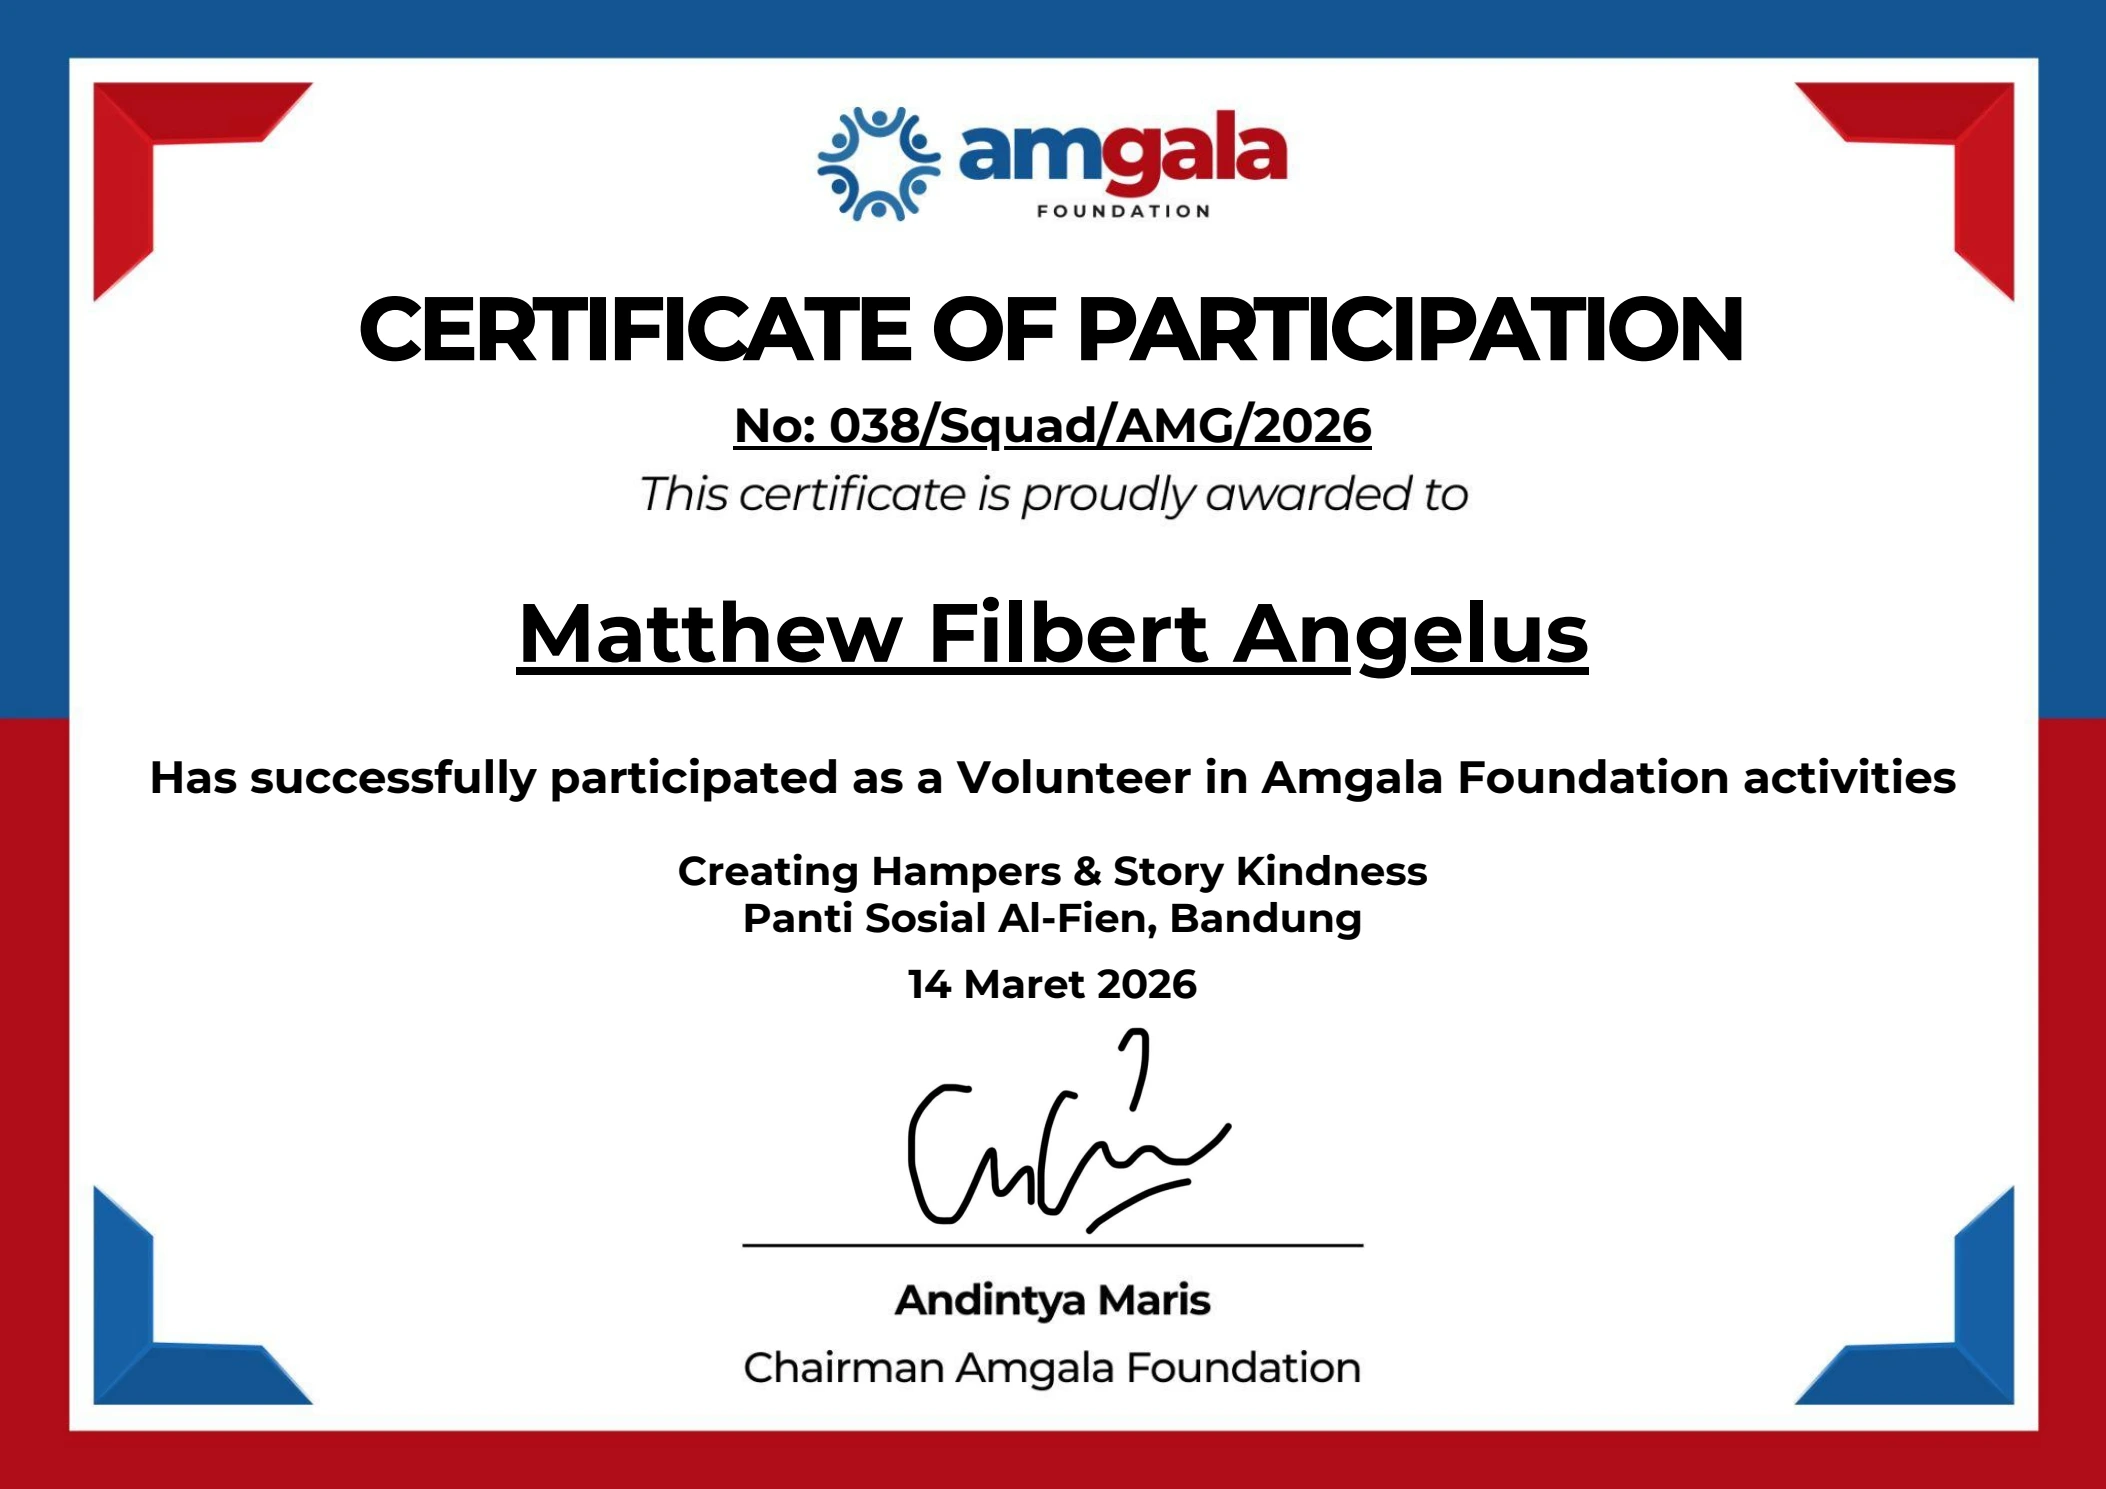 amgala
FOUNDATION
CERTIFICATE OF PARTICIPATION
No: 038/Squad/AMG/2026
This certificate is proudly awarded to
Matthew Filbert Angelus
Has successfully participated as a Volunteer in Amgala Foundation activities
Creating Hampers & Story Kindness
Panti Sosial Al-Fien, Bandung
14 Maret 2026
Andintya Maris
Chairman Amgala Foundation